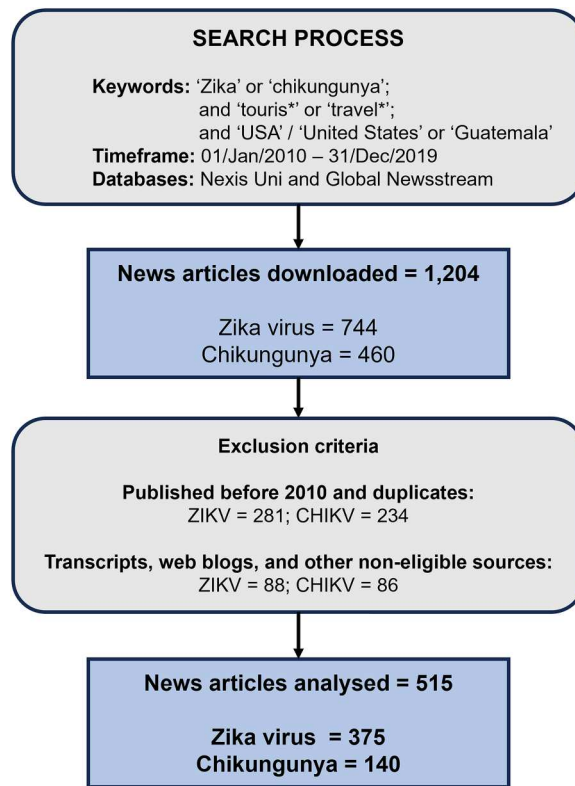 SEARCH PROCESS
Keywords: ‘Zika’ or ‘chikungunya’;
and ‘touris*’ or ‘travel*’;
and ‘USA’ / ‘United States’ or ‘Guatemala’
Timeframe: 01/Jan/2010 – 31/Dec/2019
Databases: Nexis Uni and Global Newsstream
News articles downloaded = 1,204
Zika virus = 744
Chikungunya = 460
Exclusion criteria
Published before 2010 and duplicates:
ZIKV = 281; CHIKV = 234
Transcripts, web blogs, and other non-eligible sources:
ZIKV = 88; CHIKV = 86
News articles analysed = 515
Zika virus = 375
Chikungunya = 140